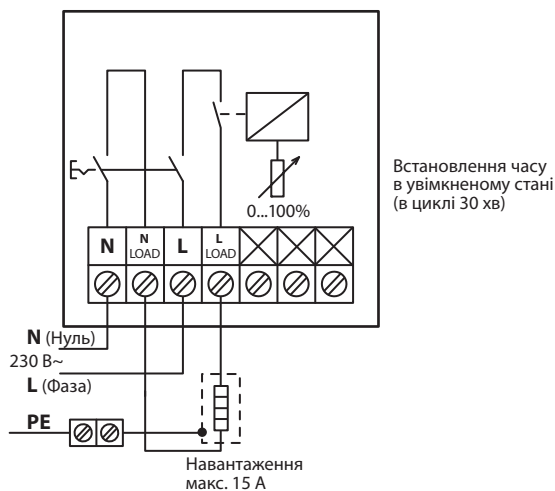 Встановлення часу
в увімкненому стані
(в циклі 30 хв)
0...100%
N
N
LOAD
L
L
LOAD
N (Нуль)
230 В~
L (Фаза)
PE
Навантаження
макс. 15 А